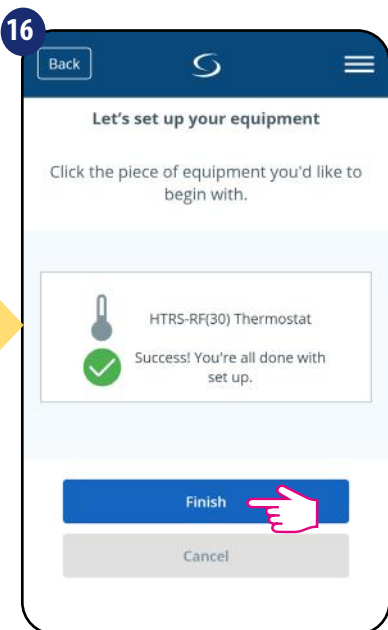 16
Back
Let's set up your equipment
Click the piece of equipment you'd like to
begin with.
HTRS-RF(30) Thermostat
Success! You're all done with
set up.
Finish
Cancel